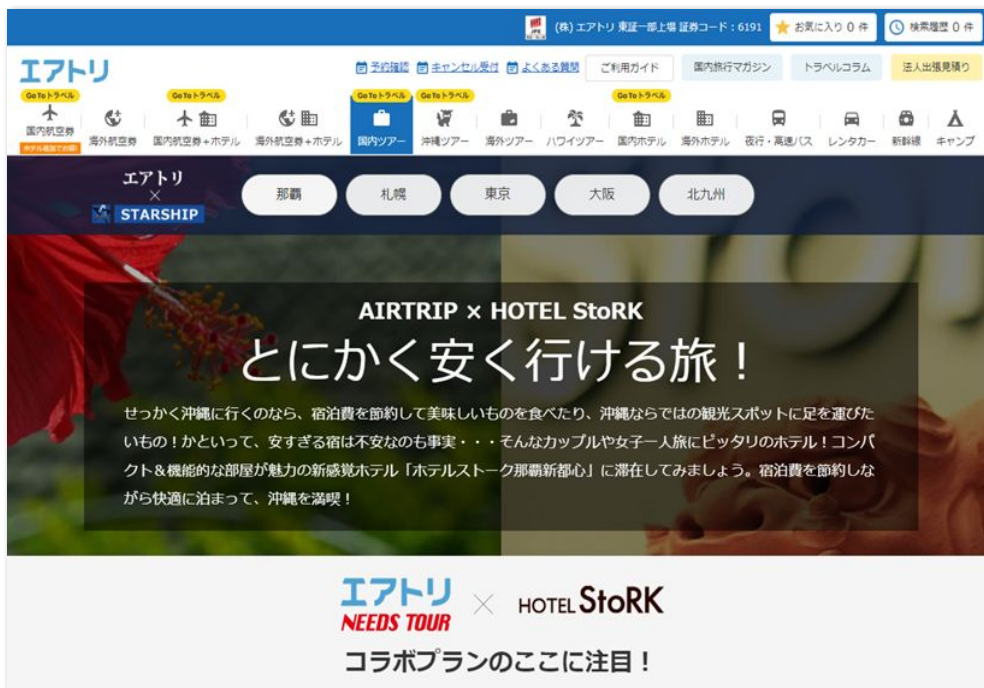 (株) エアトリ 東証一部上場 証券コード：6191
お気に入り 0 件
検索履歴 0 件
エアトリ
予約確認
キャンセル受付
よくある質問
ご利用ガイド
国内旅行マガジン
トラベルコラム
法人出張見積り
Go To トラベル
Go To トラベル
Go To トラベル
Go To トラベル
Go To トラベル
国内航空券
海外航空券
国内航空券+ホテル
海外航空券+ホテル
国内ツアー
沖縄ツアー
海外ツアー
ハワイツアー
国内ホテル
海外ホテル
夜行・高速バス
レンタカー
新幹線
キャンプ
エアトリ
×
STARSHIP
那覇
札幌
東京
大阪
北九州
AIRTRIP × HOTEL StoRK
とにかく安く行ける旅！
せっかく沖縄に行くのなら、宿泊費を節約して美味しいものを食べたり、沖縄ならではの観光スポットに足を運びた
いもの！かといって、安すぎる宿は不安なのも事実・・・そんなカップルや女子一人旅にピッタリのホテル！コンパ
クト＆機能的な部屋が魅力の新感覚ホテル「ホテルストーク那覇新都心」に滞在してみましょう。宿泊費を節約しな
がら快適に泊まって、沖縄を満喫！
エアトリ
NEEDS TOUR
×
HOTEL StoRK
コラボプランのここに注目！